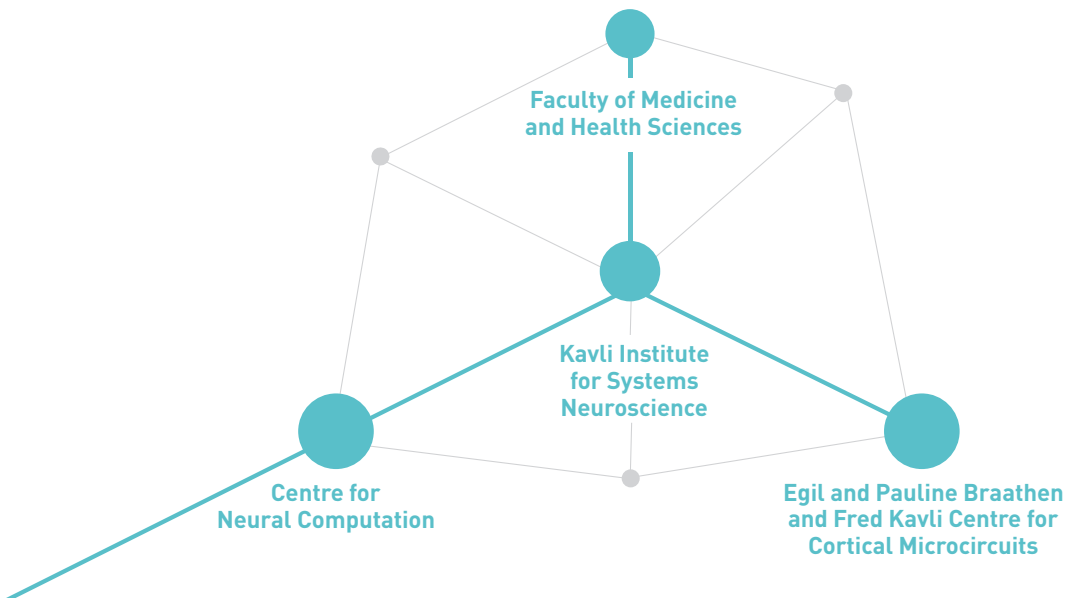 Faculty of Medicine
and Health Sciences
Kavli Institute
for Systems
Neuroscience
Centre for
Neural Computation
Egil and Pauline Braathen
and Fred Kavli Centre for
Cortical Microcircuits